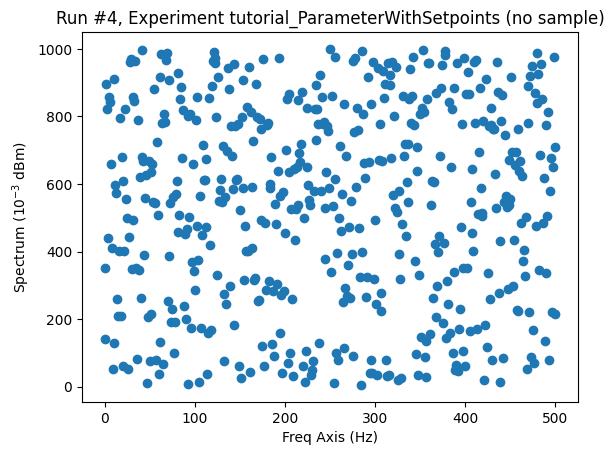 Run #4, Experiment tutorial_ParameterWithSetpoints (no sample)
1000
800
600
400
200
0
Spectrum (10⁻³ dBm)
0 100 200 300 400 500
Freq Axis (Hz)